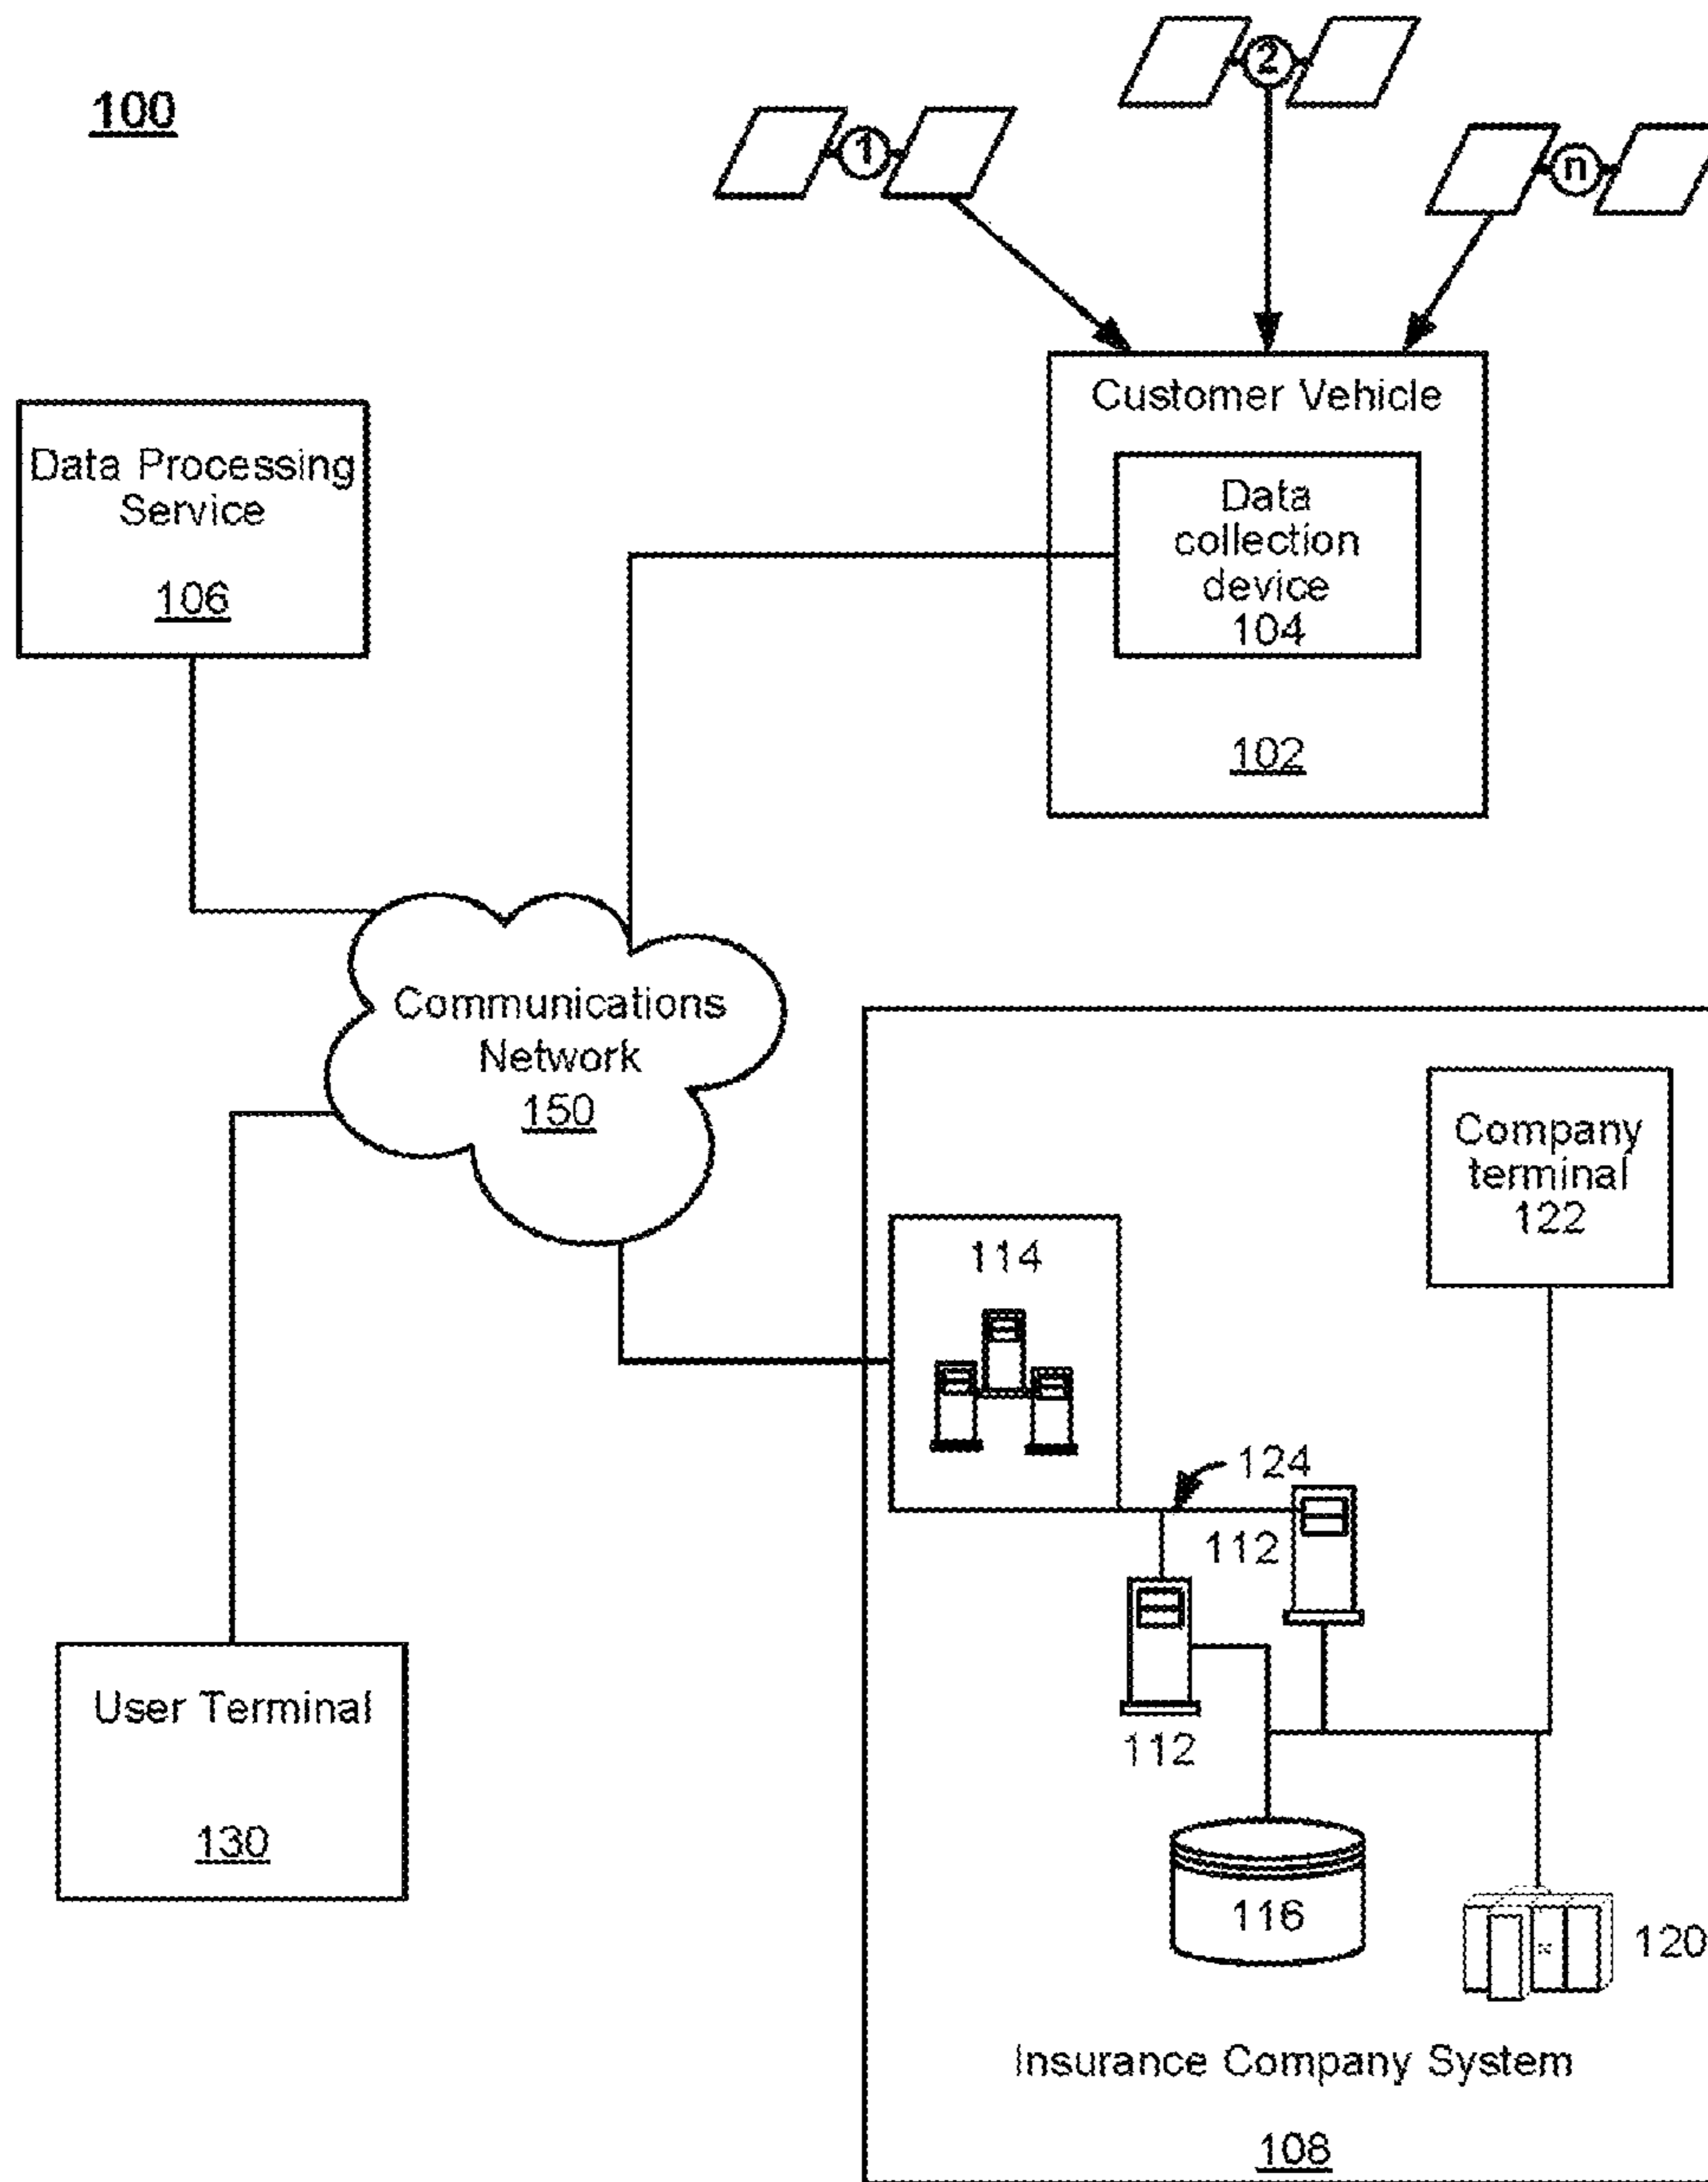 100
1
2
n
Customer Vehicle
Data
collection
device
104
102
Data Processing
Service
106
Communications
Network
150
Company
terminal
122
114
124
112
112
116
120
User Terminal
130
Insurance Company System
108